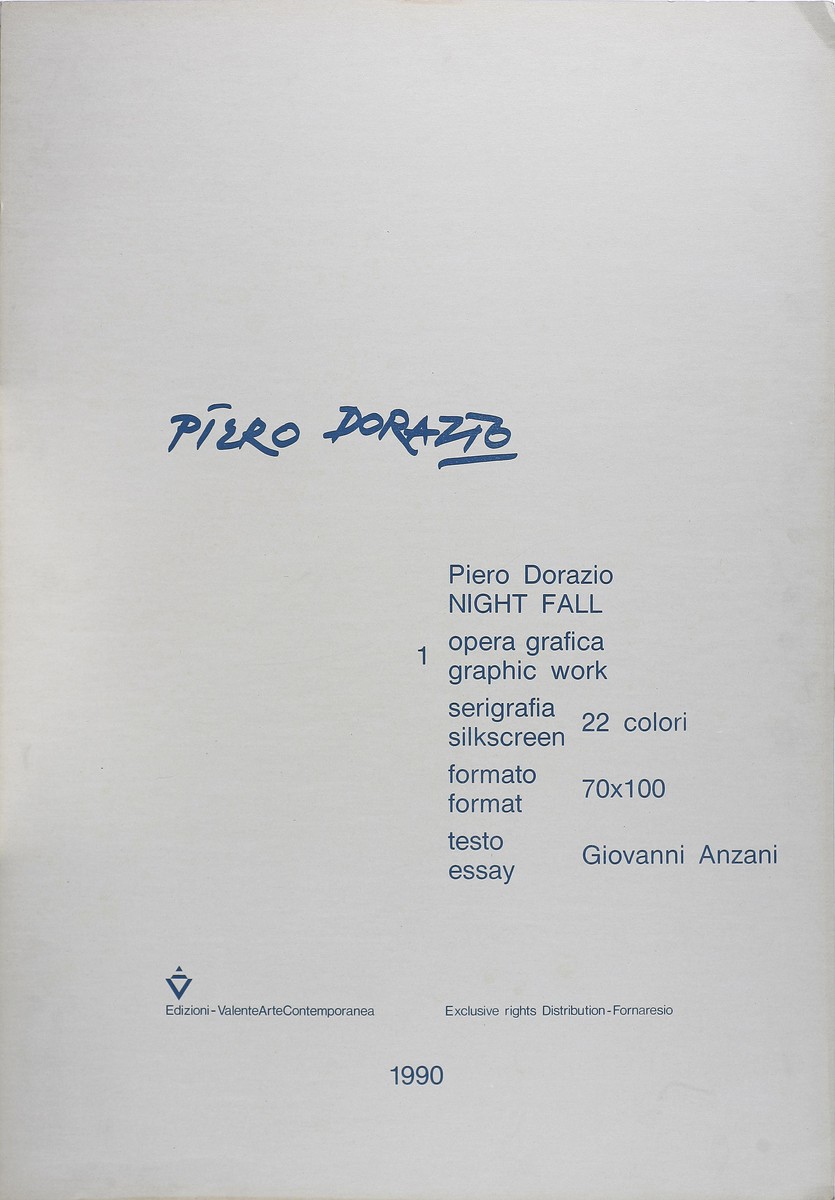 PIERO DORAZIO
Piero Dorazio
NIGHT FALL
1
opera grafica
graphic work
serigrafia
silkscreen
22 colori
formato
format
70x100
testo
essay
Giovanni Anzani
Edizioni-ValenteArteContemporanea
Exclusive rights Distribution-Fornaresio
1990